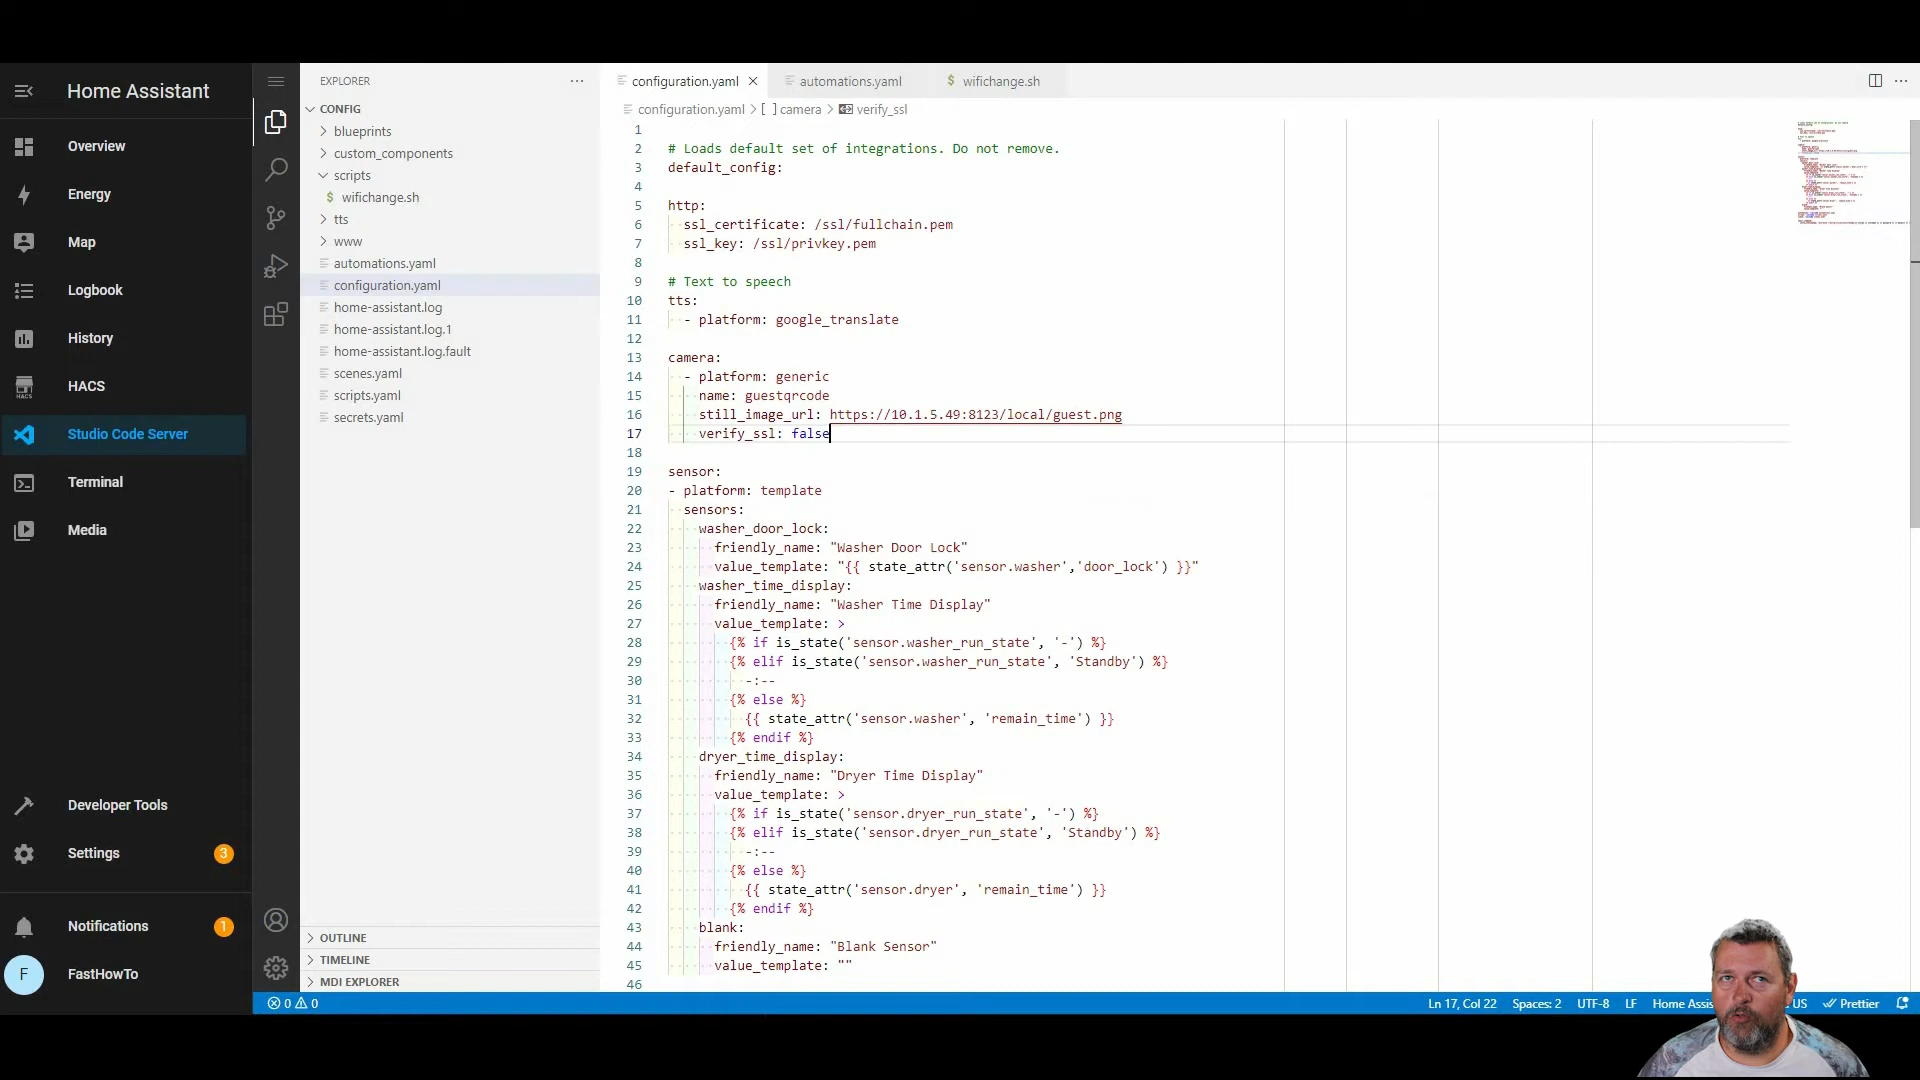 Home Assistant
Overview
Energy
Map
Logbook
History
HACS
HACS
Studio Code Server
Terminal
Media
Developer Tools
Settings
3
Notifications
1
F
FastHowTo
EXPLORER
CONFIG
blueprints
custom_components
scripts
$ wifichange.sh
tts
www
automations.yaml
configuration.yaml
home-assistant.log
home-assistant.log.1
home-assistant.log.fault
scenes.yaml
scripts.yaml
secrets.yaml
OUTLINE
TIMELINE
MDI EXPLORER
configuration.yaml
automations.yaml
$ wifichange.sh
configuration.yaml > [ ] camera > verify_ssl
1
2 # Loads default set of integrations. Do not remove.
3 default_config:
4
5 http:
6 ssl_certificate: /ssl/fullchain.pem
7 ssl_key: /ssl/privkey.pem
8
9 # Text to speech
10 tts:
11 - platform: google_translate
12
13 camera:
14 - platform: generic
15 name: guestqrcode
16 still_image_url: https://10.1.5.49:8123/local/guest.png
17 verify_ssl: false
18
19 sensor:
20 - platform: template
21 sensors:
22 washer_door_lock:
23 friendly_name: "Washer Door Lock"
24 value_template: "{{ state_attr('sensor.washer','door_lock') }}"
25 washer_time_display:
26 friendly_name: "Washer Time Display"
27 value_template: >
28 {% if is_state('sensor.washer_run_state', '-') %}
29 {% elif is_state('sensor.washer_run_state', 'Standby') %}
30 -:--
31 {% else %}
32 {{ state_attr('sensor.washer', 'remain_time') }}
33 {% endif %}
34 dryer_time_display:
35 friendly_name: "Dryer Time Display"
36 value_template: >
37 {% if is_state('sensor.dryer_run_state', '-') %}
38 {% elif is_state('sensor.dryer_run_state', 'Standby') %}
39 -:--
40 {% else %}
41 {{ state_attr('sensor.dryer', 'remain_time') }}
42 {% endif %}
43 blank:
44 friendly_name: "Blank Sensor"
45 value_template: ""
46
0 0
Ln 17, Col 22 Spaces: 2 UTF-8 LF Home Assis US Prettier